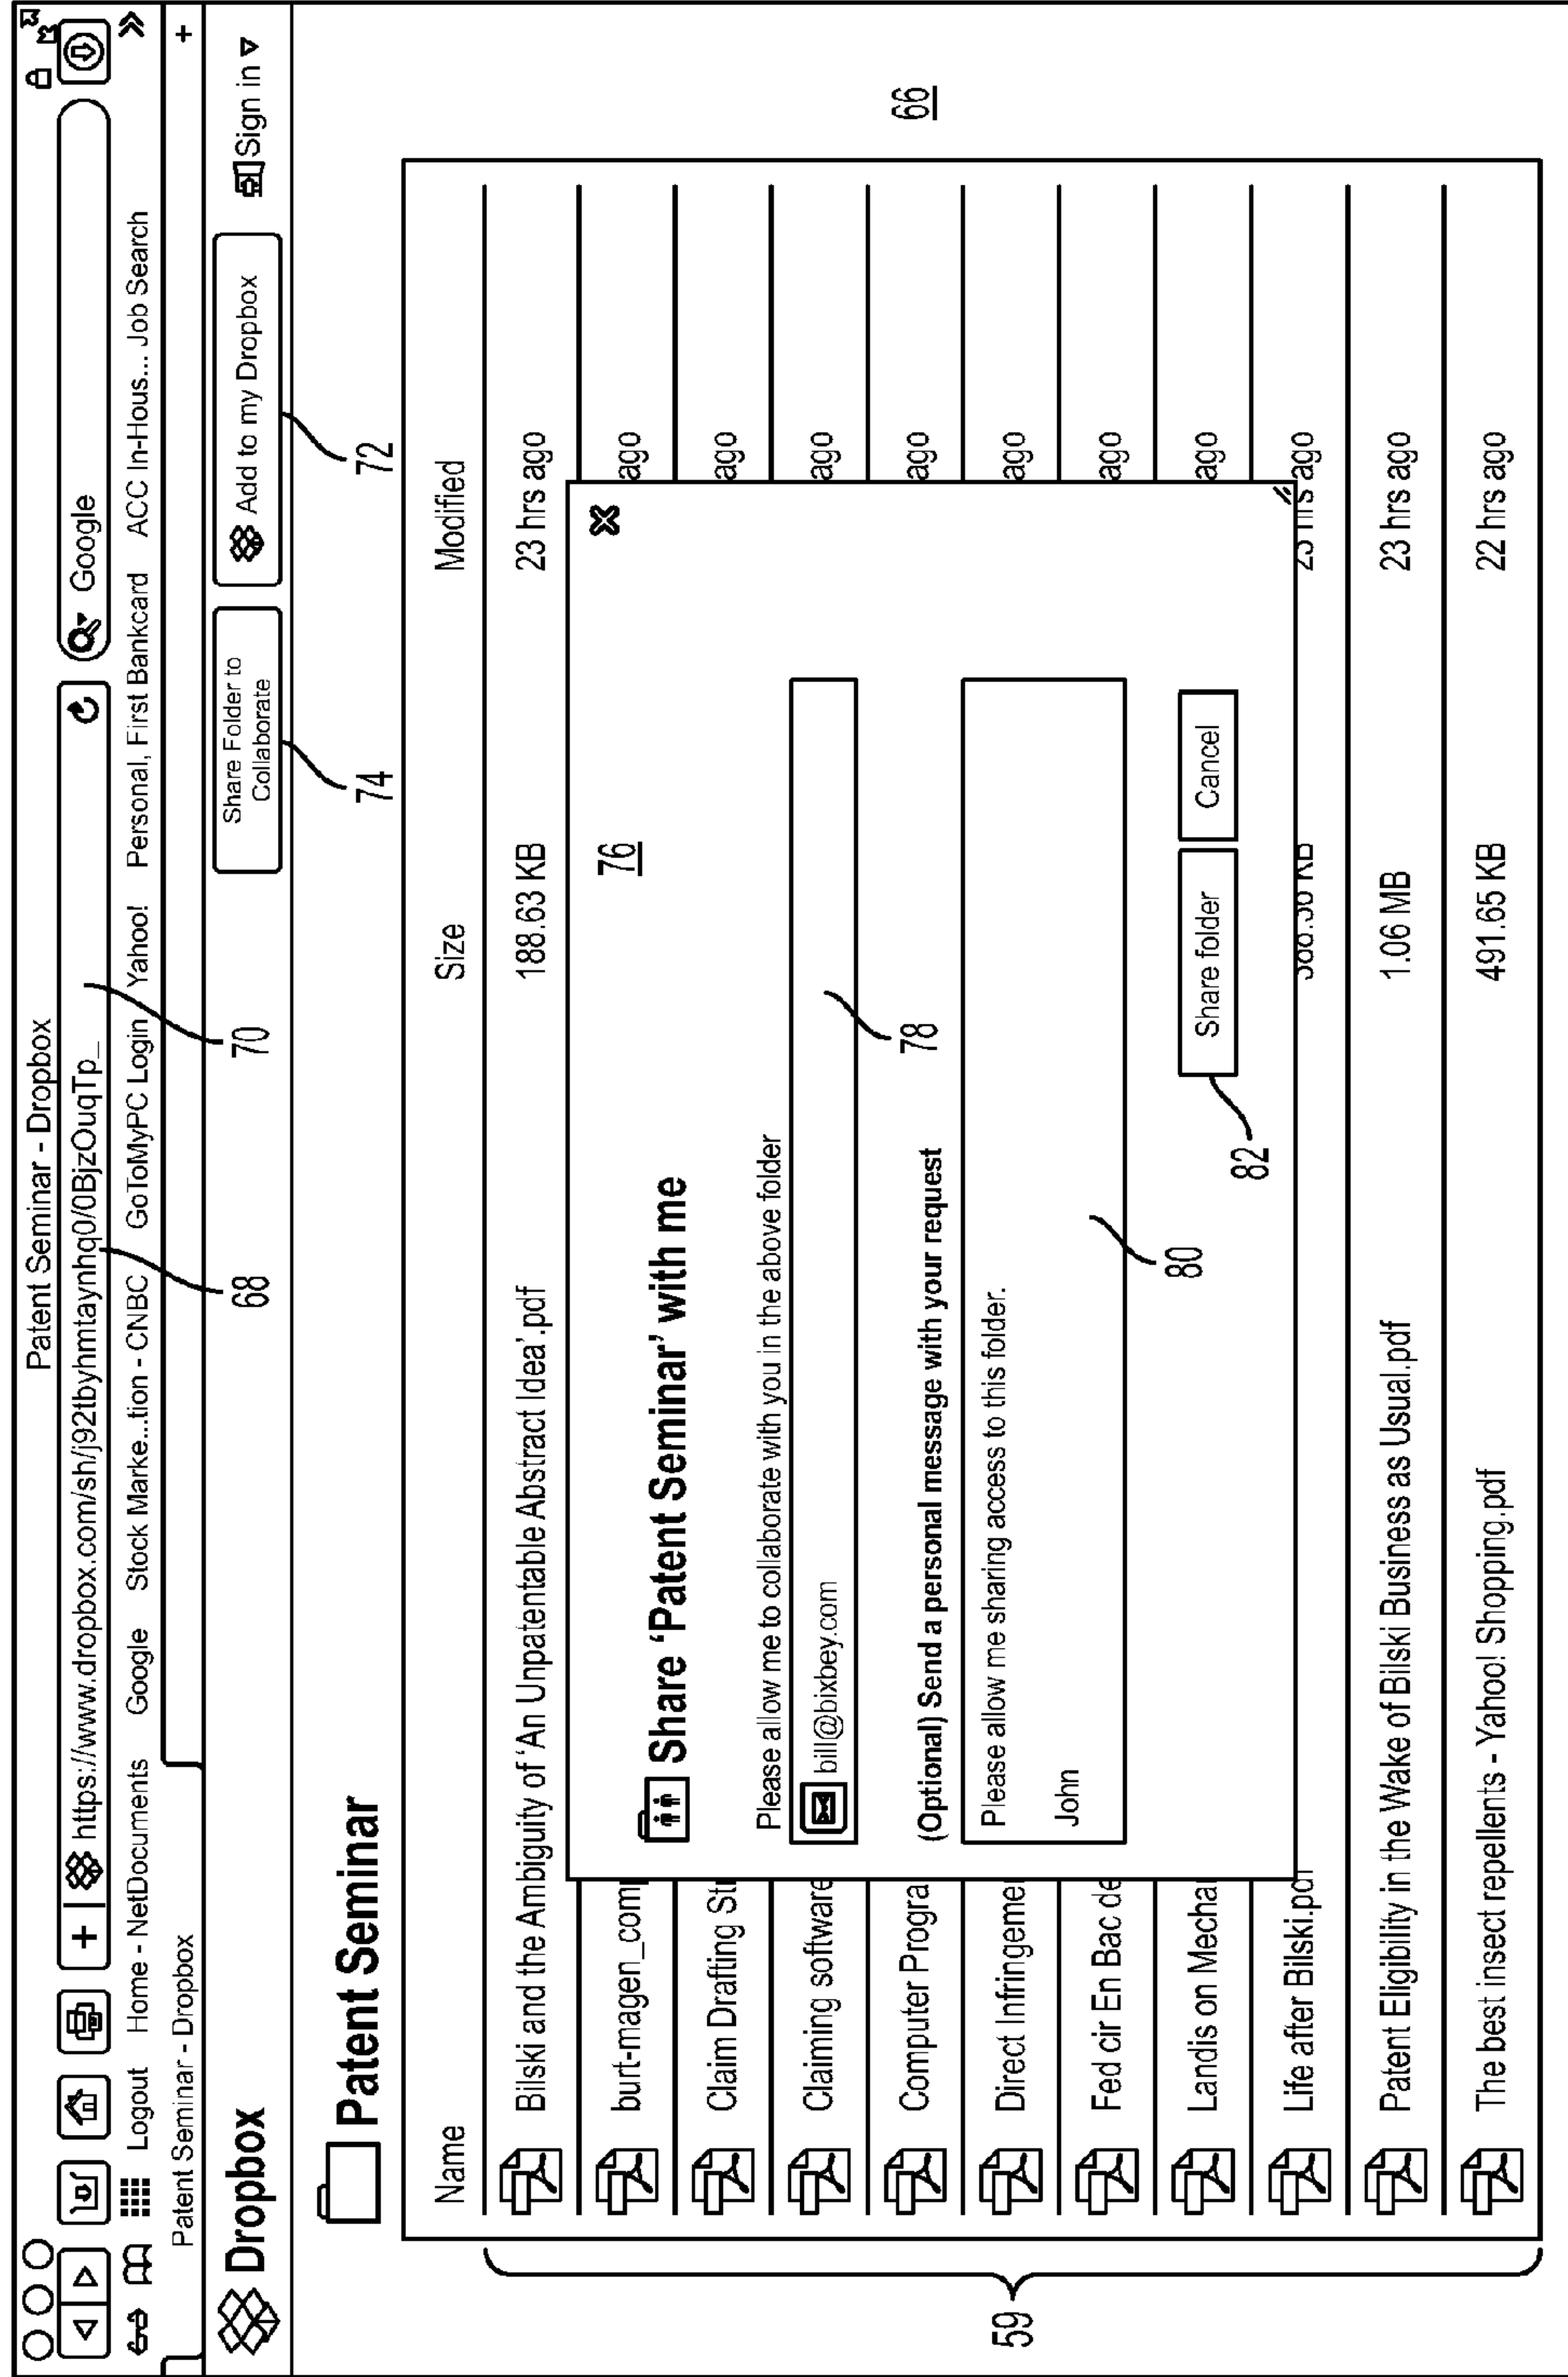 Patent Seminar - Dropbox
+ https://www.dropbox.com/sh/j92tbyhmtaynhq0/0BjzOuqTp_ Google
Logout Home - NetDocuments Google Stock Marke...tion - CNBC GoToMyPC Login Yahoo! Personal, First Bankcard ACC In-Hous... Job Search
Patent Seminar - Dropbox +
68 70
Dropbox Share Folder to Collaborate Add to my Dropbox Sign in
74 72
Patent Seminar
Name Size Modified
Bilski and the Ambiguity of 'An Unpatentable Abstract Idea'.pdf 188.63 KB 23 hrs ago
burt-magen_com ago
Claim Drafting St ago
Claiming software ago
Computer Progra ago
Direct Infringeme ago
Fed cir En Bac de ago
Landis on Mecha ago
Life after Bilski.pdf hrs ago
Patent Eligibility in the Wake of Bilski Business as Usual.pdf 1.06 MB 23 hrs ago
The best insect repellents - Yahoo! Shopping.pdf 491.65 KB 22 hrs ago
59
66
76
Share 'Patent Seminar' with me
Please allow me to collaborate with you in the above folder
bill@bixbey.com
78
(Optional) Send a personal message with your request
Please allow me sharing access to this folder.
John
80
Share folder Cancel
82